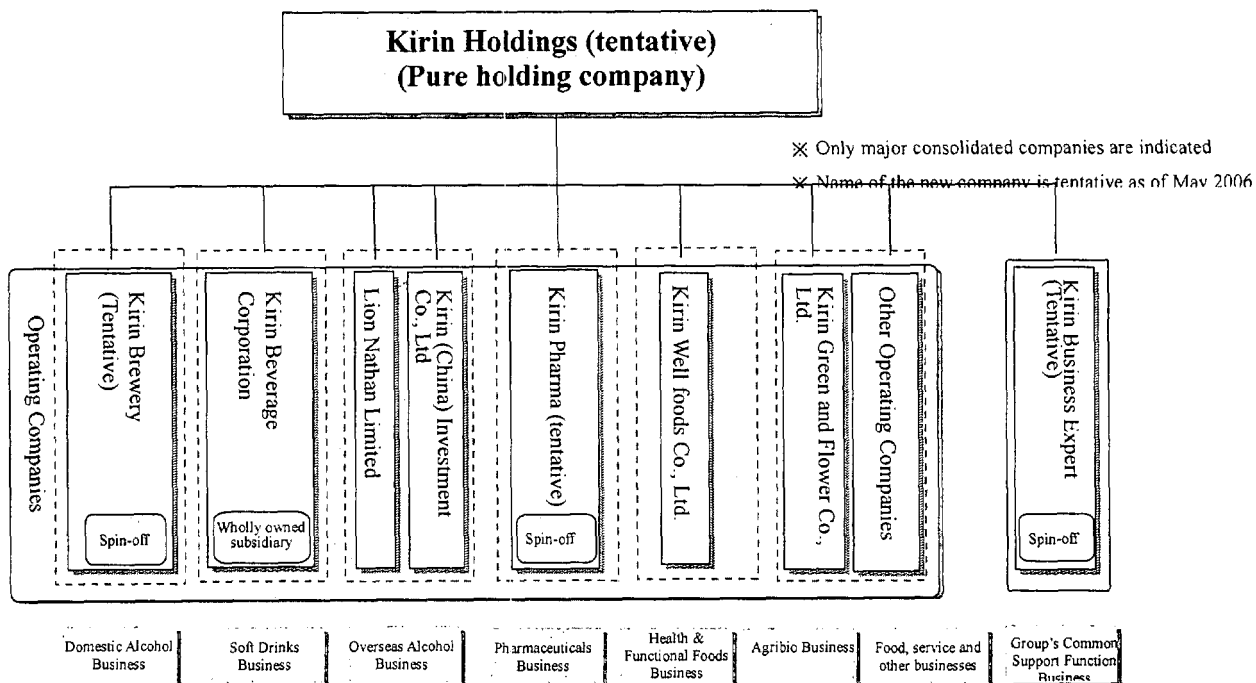 Kirin Holdings (tentative)
(Pure holding company)
※ Only major consolidated companies are indicated
※ Name of the new company is tentative as of May 2006
Operating Companies
Kirin Brewery
(Tentative)
Spin-off
Kirin Beverage
Corporation
Wholly owned
subsidiary
Lion Nathan Limited
Kirin (China) Investment
Co., Ltd
Kirin Pharma (tentative)
Spin-off
Kirin Well foods Co., Ltd.
Kirin Green and Flower Co.,
Ltd.
Other Operating Companies
Kirin Business Expert
(Tentative)
Spin-off
Domestic Alcohol
Business
Soft Drinks
Business
Overseas Alcohol
Business
Pharmaceuticals
Business
Health &
Functional Foods
Business
Agribio Business
Food, service and
other businesses
Group's Common
Support Function
Business